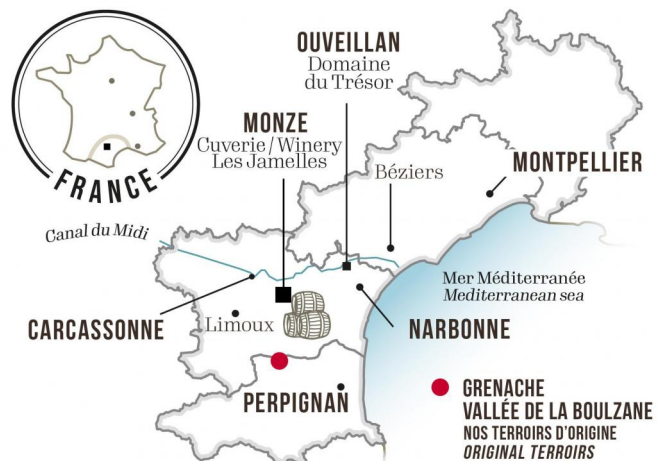 FRANCE
OUVEILLAN
Domaine
du Trésor
MONZE
Cuverie / Winery
Les Jamelles
Béziers
MONTPELLIER
Canal du Midi
Mer Méditerranée
Mediterranean sea
CARCASSONNE
Limoux
NARBONNE
PERPIGNAN
GRENACHE
VALLÉE DE LA BOULZANE
NOS TERROIRS D'ORIGINE
ORIGINAL TERROIRS